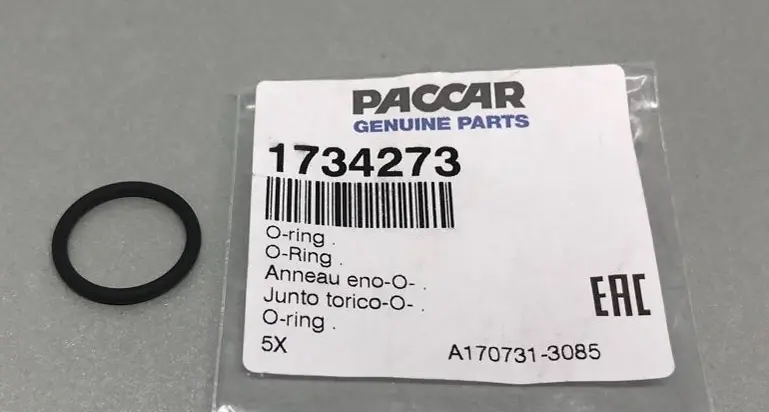 PACCAR
GENUINE PARTS
1734273
O-ring .
O-Ring .
Anneau eno-O- .
Junto torico-O- .
O-ring .
EAC
5X
A170731-3085